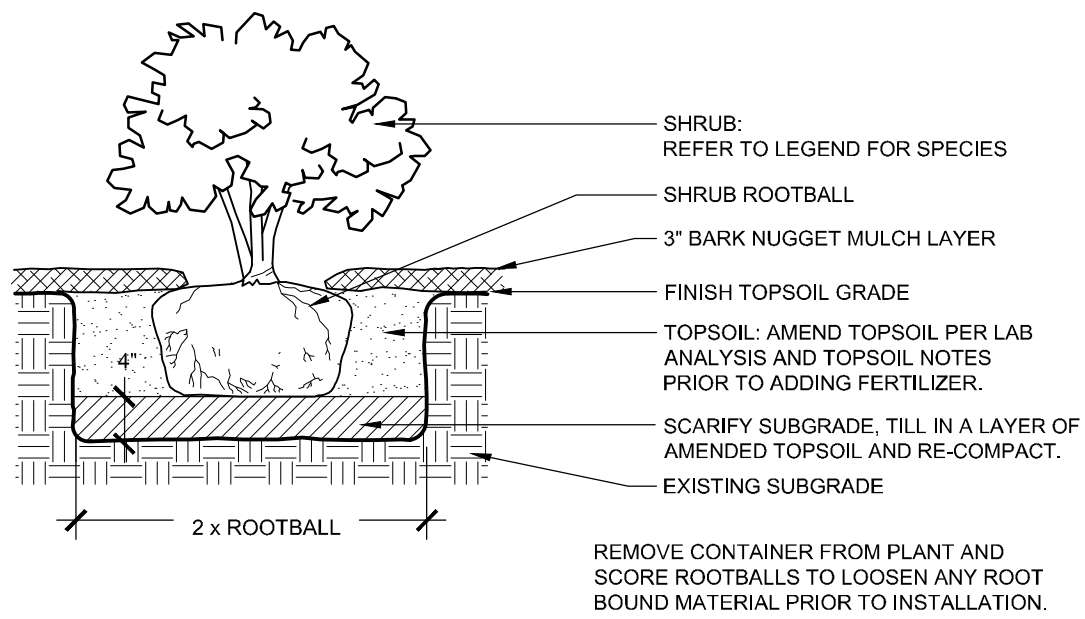 SHRUB:
REFER TO LEGEND FOR SPECIES
SHRUB ROOTBALL
3" BARK NUGGET MULCH LAYER
FINISH TOPSOIL GRADE
TOPSOIL: AMEND TOPSOIL PER LAB
ANALYSIS AND TOPSOIL NOTES
PRIOR TO ADDING FERTILIZER.
4"
SCARIFY SUBGRADE, TILL IN A LAYER OF
AMENDED TOPSOIL AND RE-COMPACT.
EXISTING SUBGRADE
2 x ROOTBALL
REMOVE CONTAINER FROM PLANT AND
SCORE ROOTBALLS TO LOOSEN ANY ROOT
BOUND MATERIAL PRIOR TO INSTALLATION.